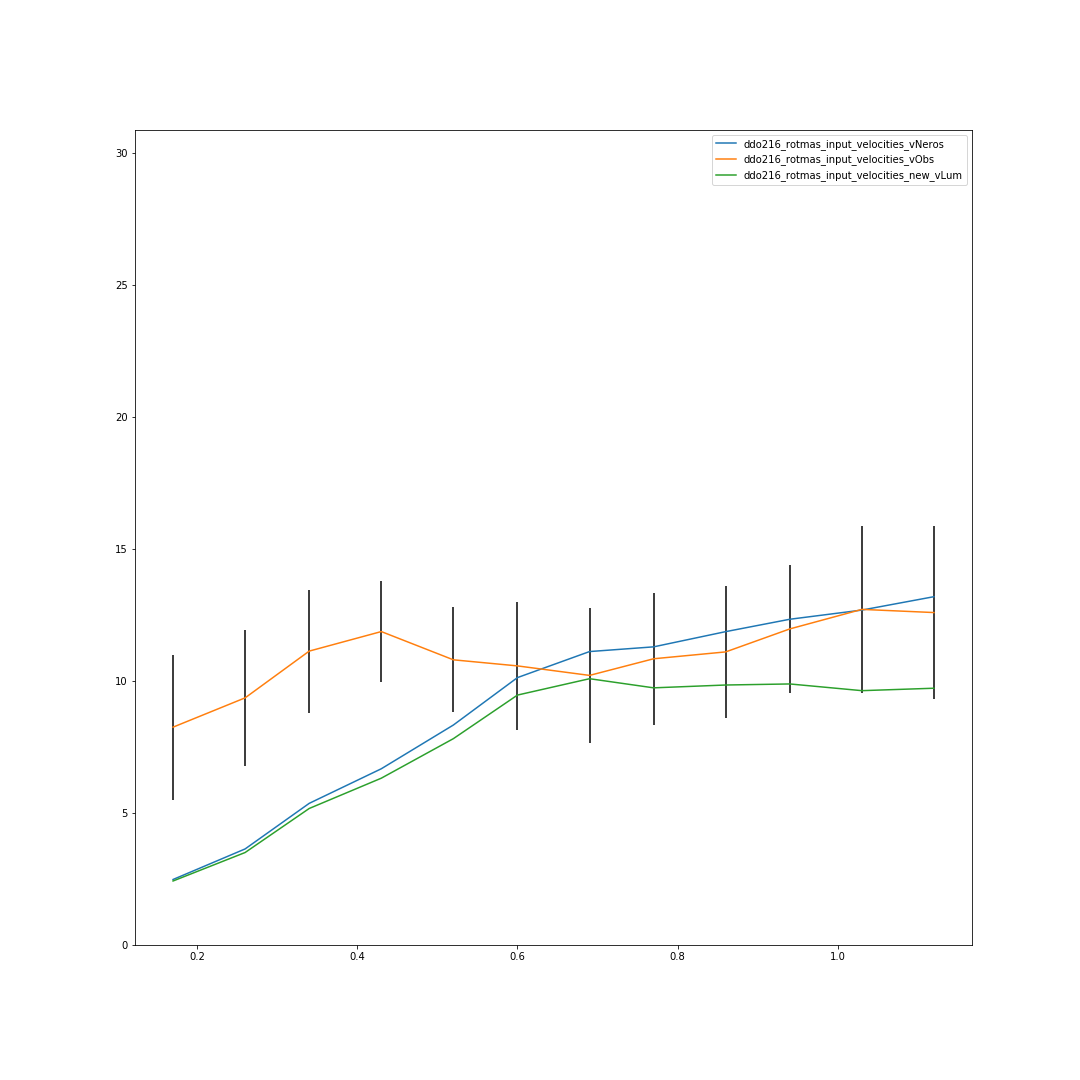 ddo216_rotmas_input_velocities_vNeros
ddo216_rotmas_input_velocities_vObs
ddo216_rotmas_input_velocities_new_vLum
30
25
20
15
10
5
0
0.2 0.4 0.6 0.8 1.0